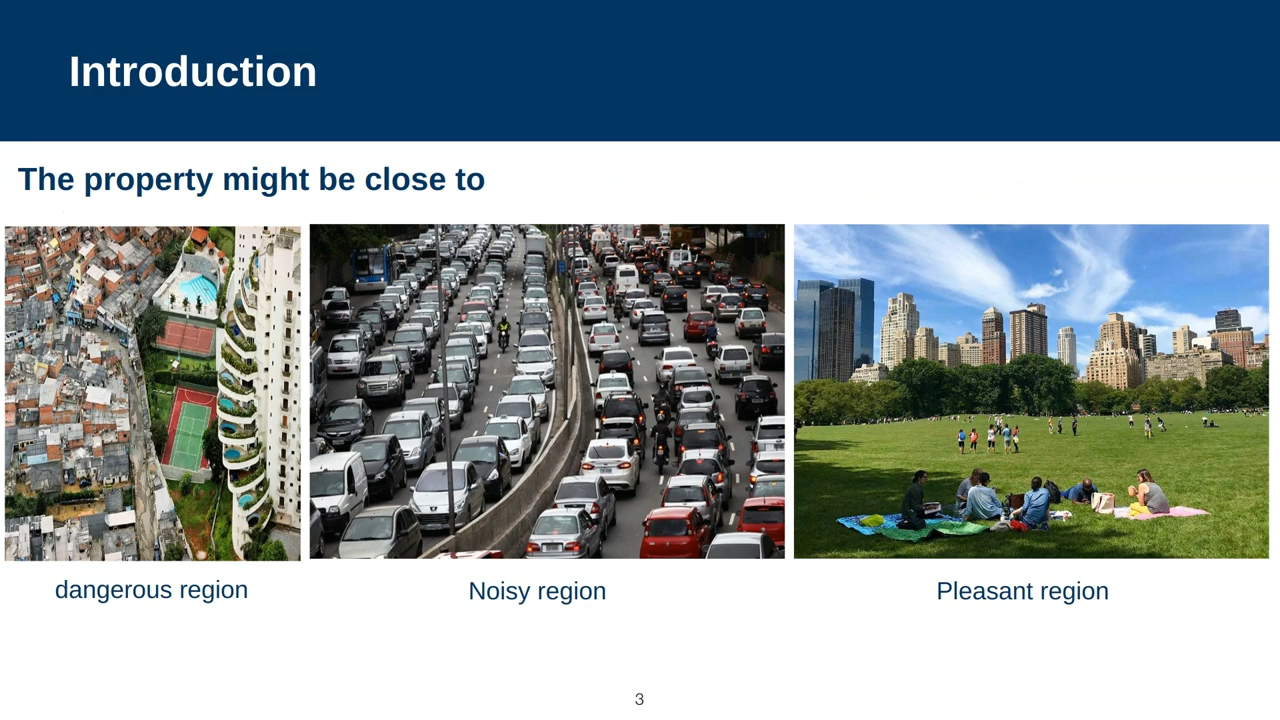 Introduction
The property might be close to
dangerous region
Noisy region
Pleasant region
3